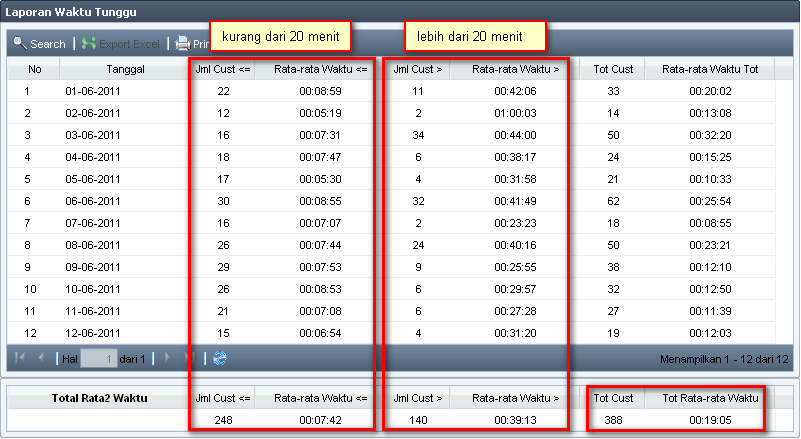 Laporan Waktu Tunggu
kurang dari 20 menit lebih dari 20 menit
Search Export Excel Prin
No Tanggal Jml Cust <= Rata-rata Waktu <= Jml Cust > Rata-rata Waktu > Tot Cust Rata-rata Waktu Tot
1 01-06-2011 22 00:08:59 11 00:42:06 33 00:20:02
2 02-06-2011 12 00:05:19 2 01:00:03 14 00:13:08
3 03-06-2011 16 00:07:31 34 00:44:00 50 00:32:20
4 04-06-2011 18 00:07:47 6 00:38:17 24 00:15:25
5 05-06-2011 17 00:05:30 4 00:31:58 21 00:10:33
6 06-06-2011 30 00:08:55 32 00:41:49 62 00:25:54
7 07-06-2011 16 00:07:07 2 00:23:23 18 00:08:55
8 08-06-2011 26 00:07:44 24 00:40:16 50 00:23:21
9 09-06-2011 29 00:07:53 9 00:25:55 38 00:12:10
10 10-06-2011 26 00:08:53 6 00:29:57 32 00:12:50
11 11-06-2011 21 00:07:08 6 00:27:28 27 00:11:39
12 12-06-2011 15 00:06:54 4 00:31:20 19 00:12:03
Hal 1 dari 1 Menampilkan 1 - 12 dari 12
Total Rata2 Waktu Jml Cust <= Rata-rata Waktu <= Jml Cust > Rata-rata Waktu > Tot Cust Tot Rata-rata Waktu
248 00:07:42 140 00:39:13 388 00:19:05